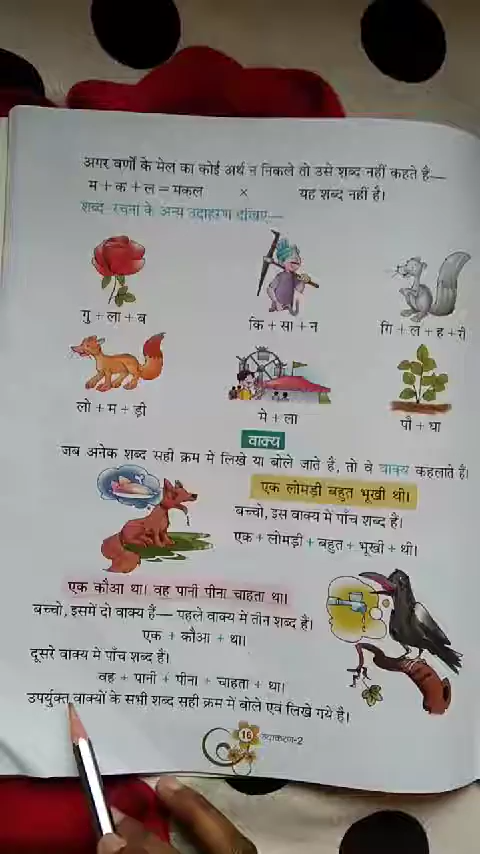 अगर वर्णों के मेल का कोई अर्थ न निकले तो उसे शब्द नहीं कहते हैं—
म + क + ल = मकल × यह शब्द नहीं है।
शब्द रचना के अन्य उदाहरण देखिए—
गु + ला + ब
कि + सा + न
गि + ल + ह + री
लो + म + ड़ी
मे + ला
पौ + धा
वाक्य
जब अनेक शब्द सही क्रम में लिखे या बोले जाते हैं, तो वे वाक्य कहलाते हैं।
एक लोमड़ी बहुत भूखी थी।
बच्चो, इस वाक्य में पाँच शब्द हैं।
एक + लोमड़ी + बहुत + भूखी + थी।
एक कौआ था। वह पानी पीना चाहता था।
बच्चो, इसमें दो वाक्य हैं— पहले वाक्य में तीन शब्द हैं।
एक + कौआ + था।
दूसरे वाक्य में पाँच शब्द हैं।
वह + पानी + पीना + चाहता + था।
उपर्युक्त वाक्यों के सभी शब्द सही क्रम में बोले एवं लिखे गये हैं।
16 व्याकरण-2